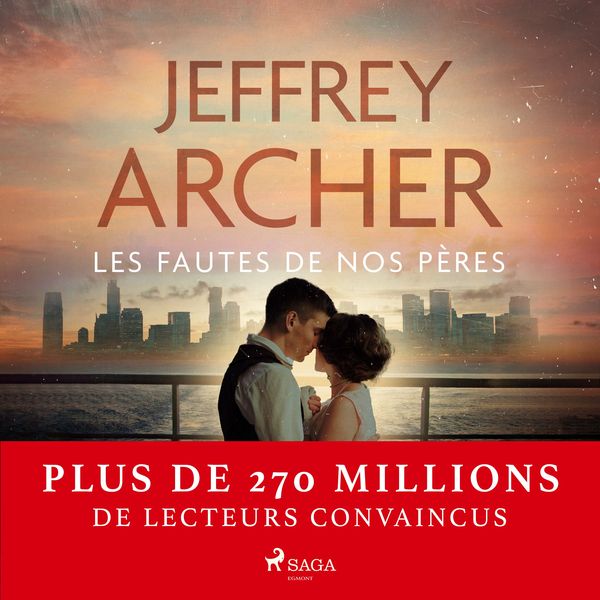 JEFFREY
ARCHER
LES FAUTES DE NOS PÈRES
PLUS DE 270 MILLIONS
DE LECTEURS CONVAINCUS
SAGA
EGMONT